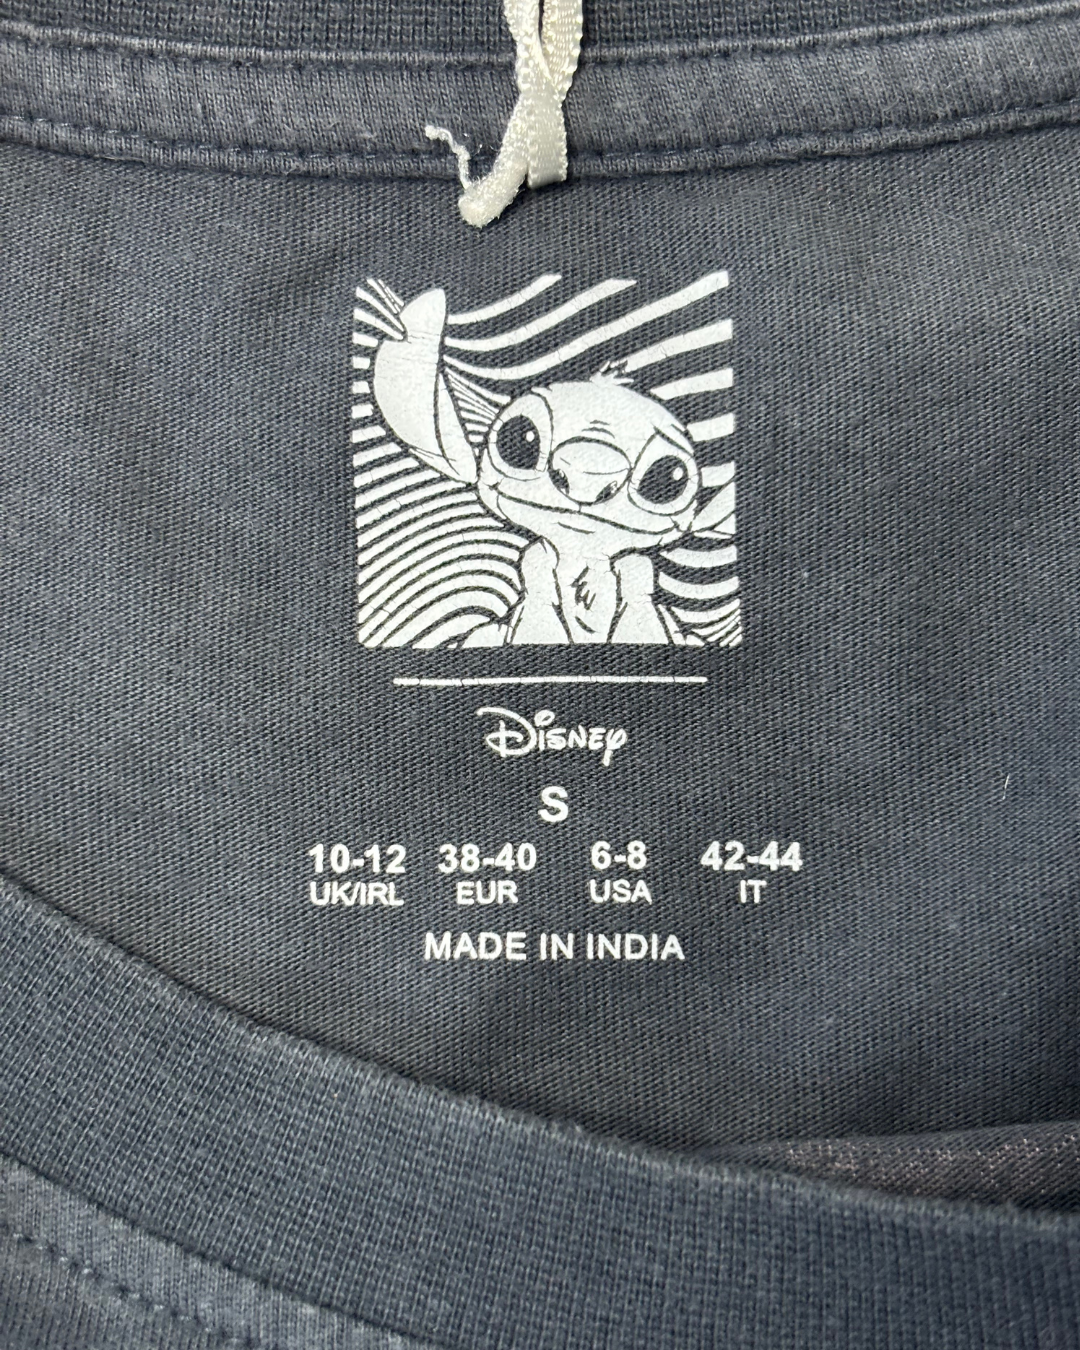 Disney
S
10-12 38-40 6-8 42-44
UK/IRL EUR USA IT
MADE IN INDIA